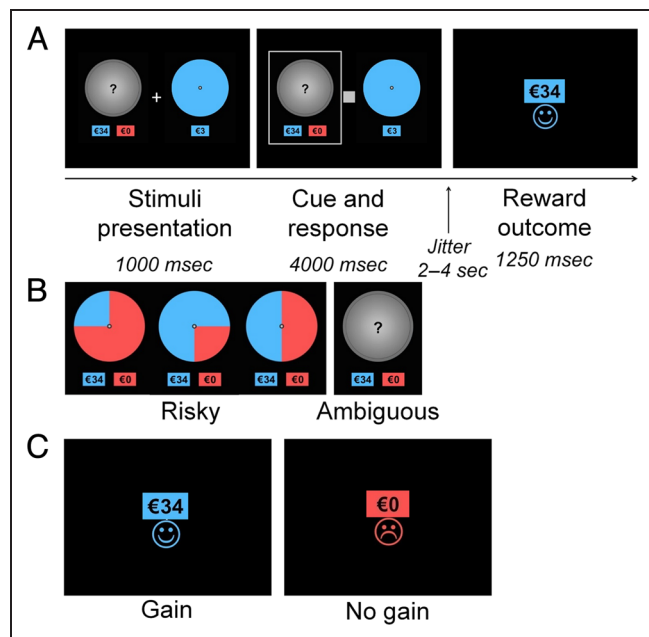 A
? + 
€34 €0 €3
?
€34 €0 €3
€34
Stimuli presentation
1000 msec
Cue and response
4000 msec
Jitter
2–4 sec
Reward outcome
1250 msec
B
€34 €0
€34 €0
€34 €0
Risky
?
€34 €0
Ambiguous
C
€34
Gain
€0
No gain